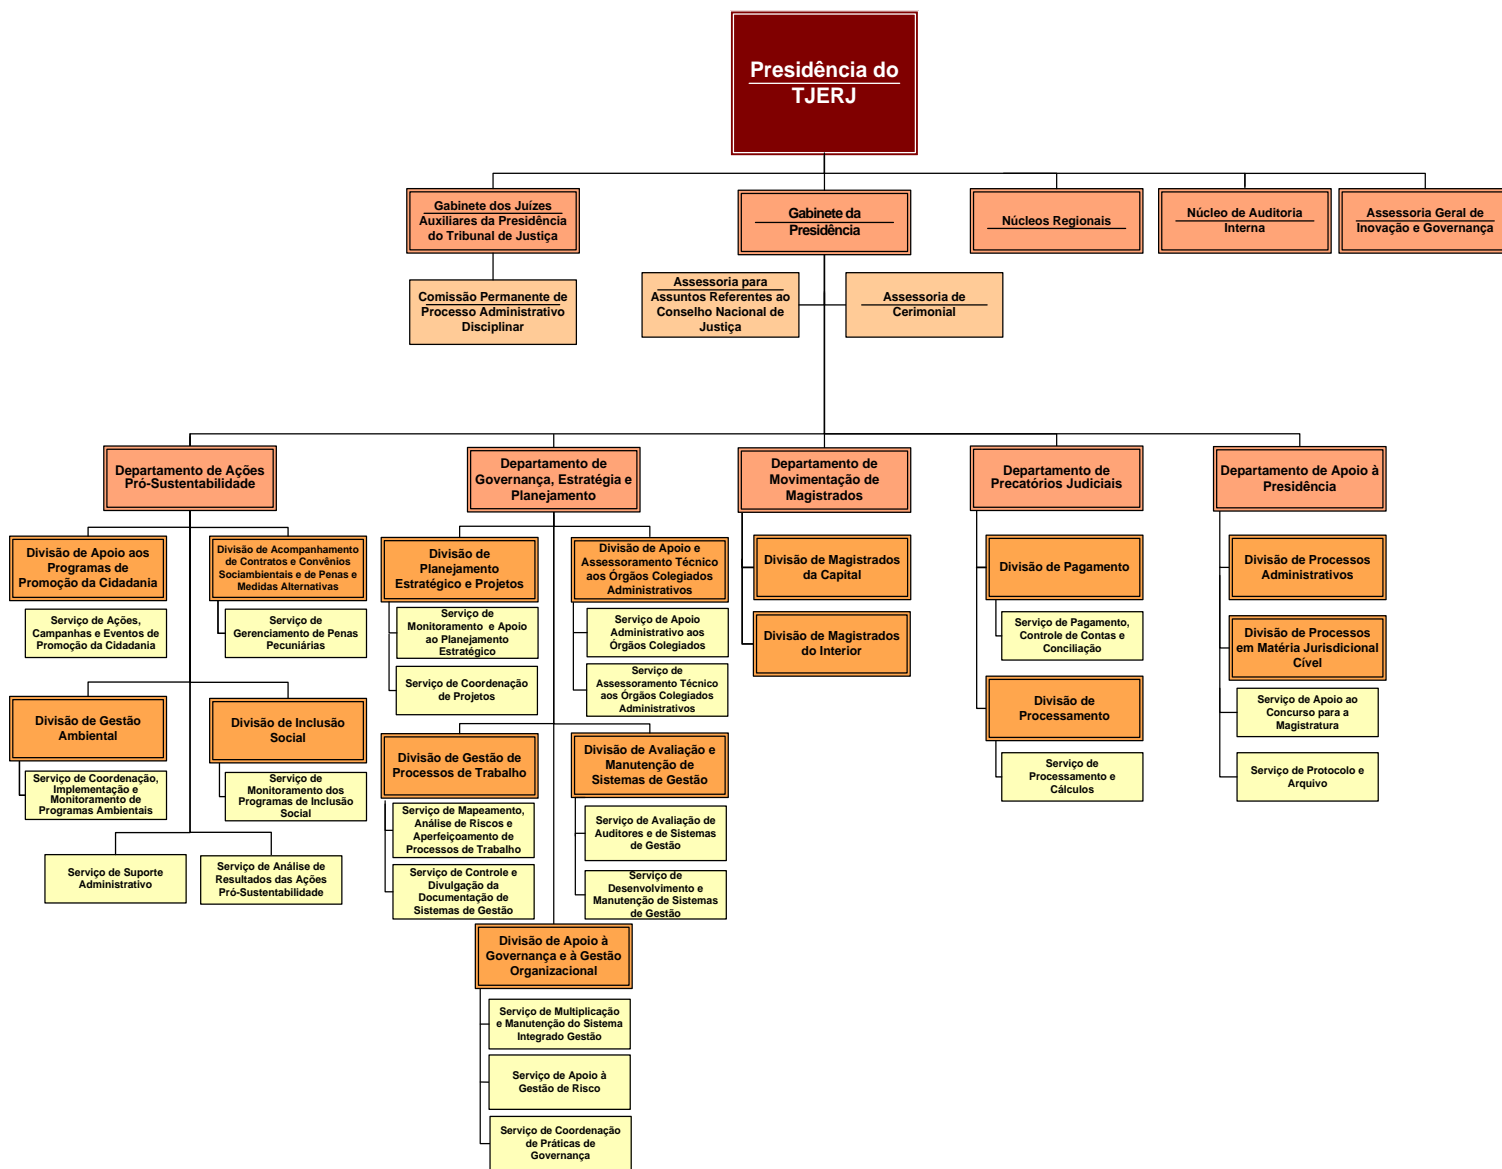 Presidência do
TJERJ
Gabinete dos Juízes
Auxiliares da Presidência
do Tribunal de Justiça
Gabinete da
Presidência
Núcleos Regionais
Núcleo de Auditoria
Interna
Assessoria Geral de
Inovação e Governança
Comissão Permanente de
Processo Administrativo
Disciplinar
Assessoria para
Assuntos Referentes ao
Conselho Nacional de
Justiça
Assessoria de
Cerimonial
Departamento de Ações
Pró-Sustentabilidade
Departamento de
Governança, Estratégia e
Planejamento
Departamento de
Movimentação de
Magistrados
Departamento de
Precatórios Judiciais
Departamento de Apoio à
Presidência
Divisão de Apoio aos
Programas de
Promoção da Cidadania
Divisão de Acompanhamento
de Contratos e Convênios
Sociambientais e de Penas e
Medidas Alternativas
Serviço de Ações,
Campanhas e Eventos de
Promoção da Cidadania
Serviço de
Gerenciamento de Penas
Pecuniárias
Divisão de Gestão
Ambiental
Divisão de Inclusão
Social
Serviço de Coordenação,
Implementação e
Monitoramento de
Programas Ambientais
Serviço de
Monitoramento dos
Programas de Inclusão
Social
Serviço de Suporte
Administrativo
Serviço de Análise de
Resultados das Ações
Pró-Sustentabilidade
Divisão de
Planejamento
Estratégico e Projetos
Divisão de Apoio e
Assessoramento Técnico
aos Órgãos Colegiados
Administrativos
Serviço de
Monitoramento e Apoio
ao Planejamento
Estratégico
Serviço de Apoio
Administrativo aos
Órgãos Colegiados
Serviço de Coordenação
de Projetos
Serviço de
Assessoramento Técnico
aos Órgãos Colegiados
Administrativos
Divisão de Gestão de
Processos de Trabalho
Divisão de Avaliação e
Manutenção de
Sistemas de Gestão
Serviço de Mapeamento,
Análise de Riscos e
Aperfeiçoamento de
Processos de Trabalho
Serviço de Avaliação de
Auditores e de Sistemas
de Gestão
Serviço de Controle e
Divulgação da
Documentação de
Sistemas de Gestão
Serviço de
Desenvolvimento e
Manutenção de Sistemas
de Gestão
Divisão de Apoio à
Governança e à Gestão
Organizacional
Serviço de Multiplicação
e Manutenção do Sistema
Integrado Gestão
Serviço de Apoio à
Gestão de Risco
Serviço de Coordenação
de Práticas de
Governança
Divisão de Magistrados
da Capital
Divisão de Magistrados
do Interior
Divisão de Pagamento
Serviço de Pagamento,
Controle de Contas e
Conciliação
Divisão de
Processamento
Serviço de
Processamento e
Cálculos
Divisão de Processos
Administrativos
Divisão de Processos
em Matéria Jurisdicional
Cível
Serviço de Apoio ao
Concurso para a
Magistratura
Serviço de Protocolo e
Arquivo